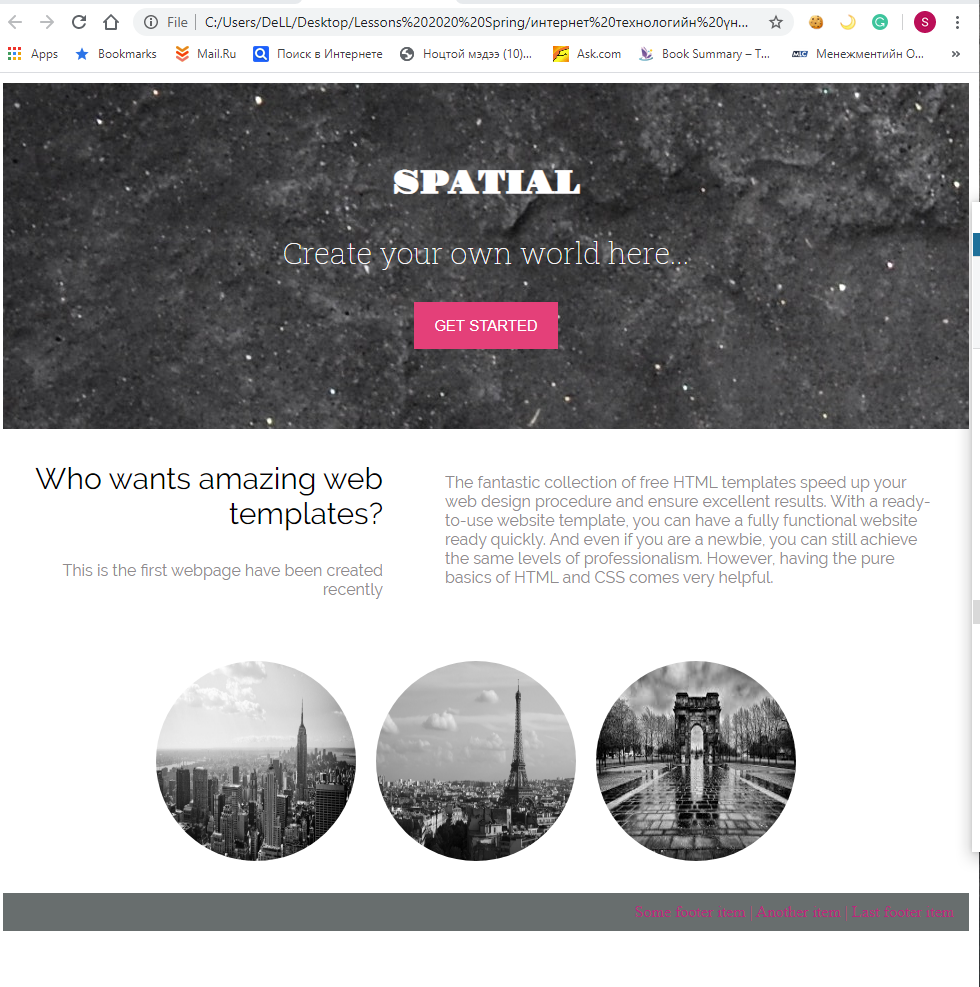 File | C:/Users/DeLL/Desktop/Lessons%202020%20Spring/интернет%20технологийн%20үн...
S
Apps Bookmarks Mail.Ru Поиск в Интернете Ноцтой мэдээ (10)... Ask.com Book Summary – T... Менежментийн О... »
SPATIAL
Create your own world here...
GET STARTED
Who wants amazing web
templates?
This is the first webpage have been created
recently
The fantastic collection of free HTML templates speed up your
web design procedure and ensure excellent results. With a ready-
to-use website template, you can have a fully functional website
ready quickly. And even if you are a newbie, you can still achieve
the same levels of professionalism. However, having the pure
basics of HTML and CSS comes very helpful.
Some footer item | Another item | Last footer item